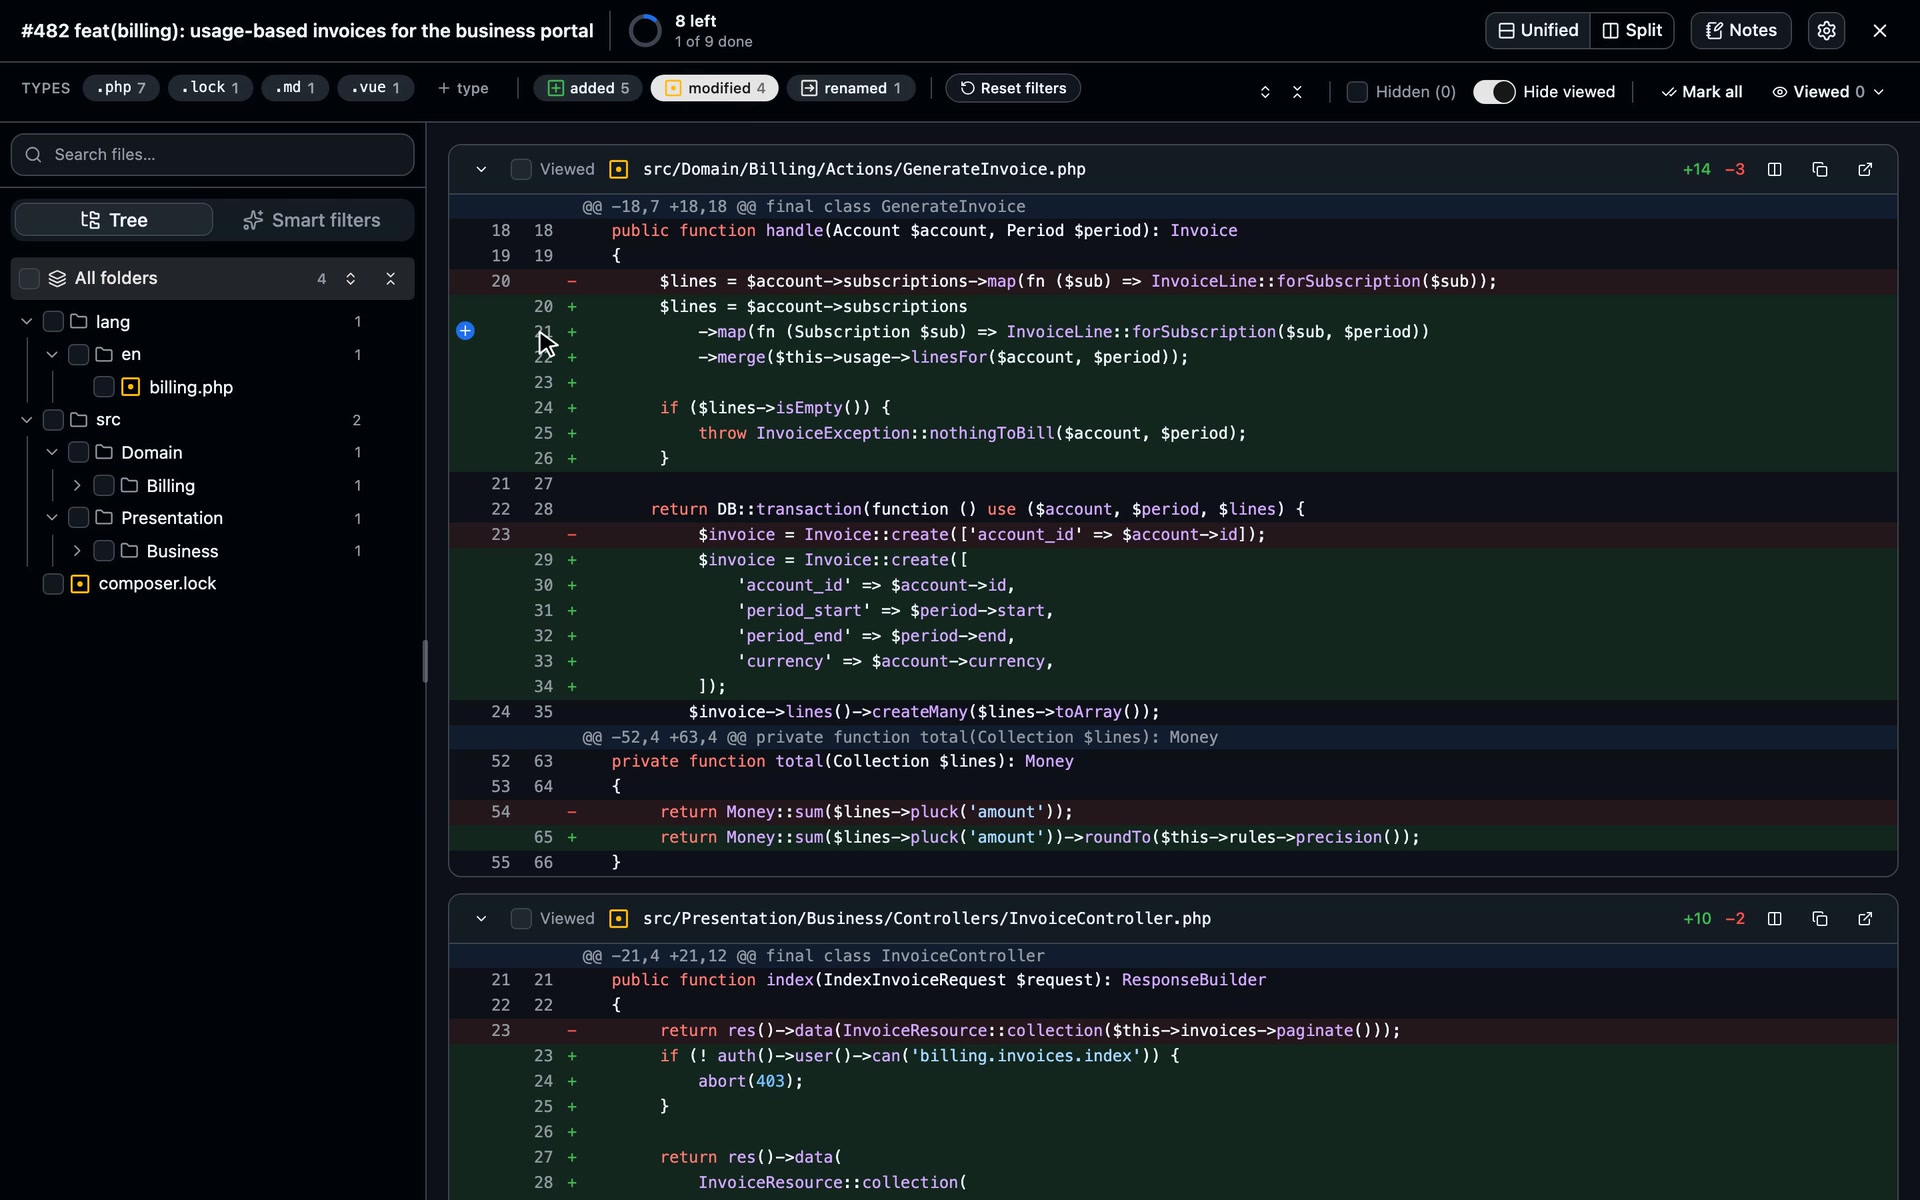 #482 feat(billing): usage-based invoices for the business portal
8 left
1 of 9 done
Unified
Split
Notes
TYPES
.php 7
.lock 1
.md 1
.vue 1
+ type
added 5
modified 4
renamed 1
Reset filters
Hidden (0)
Hide viewed
Mark all
Viewed 0
Search files...
Tree
Smart filters
All folders 4
lang 1
en 1
billing.php
src 2
Domain 1
Billing 1
Presentation 1
Business 1
composer.lock
Viewed src/Domain/Billing/Actions/GenerateInvoice.php +14 −3
@@ −18,7 +18,18 @@ final class GenerateInvoice
18 18 public function handle(Account $account, Period $period): Invoice
19 19 {
20 − $lines = $account->subscriptions->map(fn ($sub) => InvoiceLine::forSubscription($sub));
20 + $lines = $account->subscriptions
21 + ->map(fn (Subscription $sub) => InvoiceLine::forSubscription($sub, $period))
22 + ->merge($this->usage->linesFor($account, $period));
23 +
24 + if ($lines->isEmpty()) {
25 + throw InvoiceException::nothingToBill($account, $period);
26 + }
21 27
22 28 return DB::transaction(function () use ($account, $period, $lines) {
23 − $invoice = Invoice::create(['account_id' => $account->id]);
29 + $invoice = Invoice::create([
30 + 'account_id' => $account->id,
31 + 'period_start' => $period->start,
32 + 'period_end' => $period->end,
33 + 'currency' => $account->currency,
34 + ]);
24 35 $invoice->lines()->createMany($lines->toArray());
@@ −52,4 +63,4 @@ private function total(Collection $lines): Money
52 63 private function total(Collection $lines): Money
53 64 {
54 − return Money::sum($lines->pluck('amount'));
65 + return Money::sum($lines->pluck('amount'))->roundTo($this->rules->precision());
55 66 }
Viewed src/Presentation/Business/Controllers/InvoiceController.php +10 −2
@@ −21,4 +21,12 @@ final class InvoiceController
21 21 public function index(IndexInvoiceRequest $request): ResponseBuilder
22 22 {
23 − return res()->data(InvoiceResource::collection($this->invoices->paginate()));
23 + if (! auth()->user()->can('billing.invoices.index')) {
24 + abort(403);
25 + }
26 +
27 + return res()->data(
28 + InvoiceResource::collection(